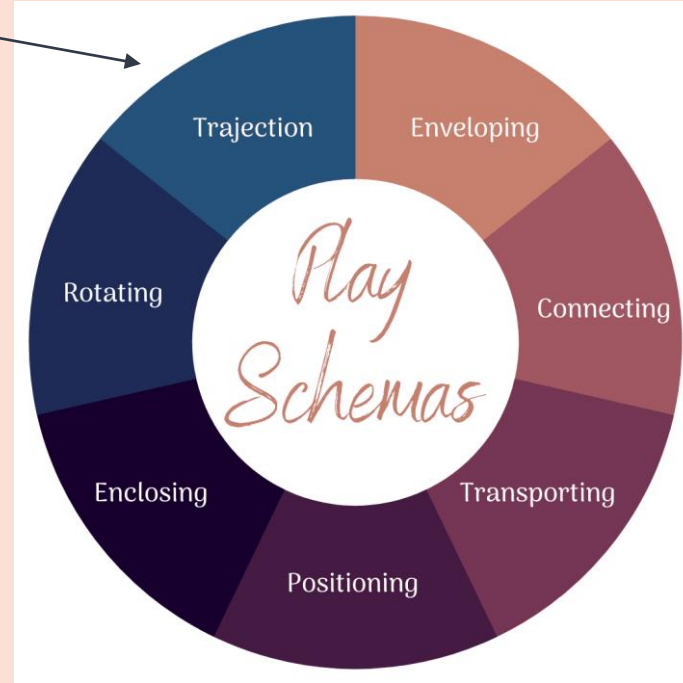 Trajection
Enveloping
Rotating
Play
Schemas
Connecting
Enclosing
Transporting
Positioning